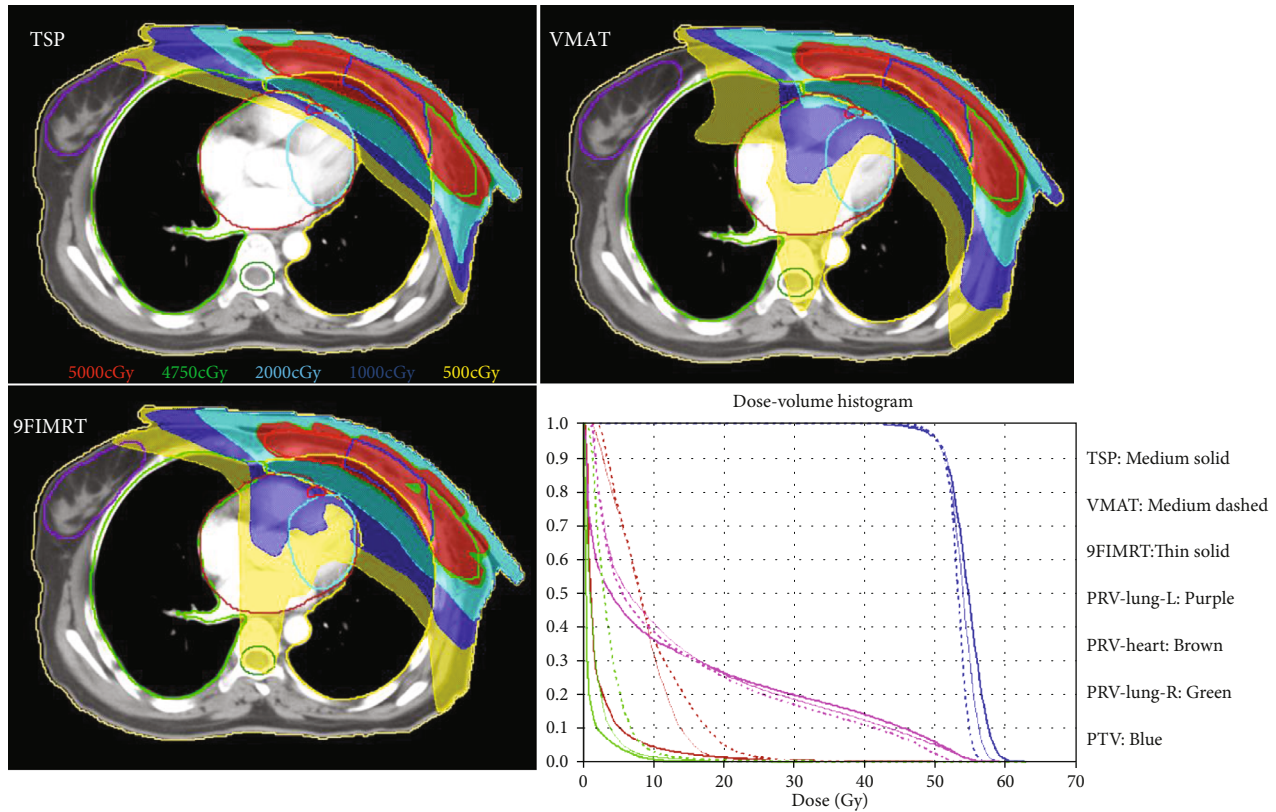 TSP
VMAT
5000cGy 4750cGy 2000cGy 1000cGy 500cGy
9FIMRT
Dose-volume histogram
1.0
0.9
0.8
0.7
0.6
0.5
0.4
0.3
0.2
0.1
0.0
0 10 20 30 40 50 60 70
Dose (Gy)
TSP: Medium solid
VMAT: Medium dashed
9FIMRT:Thin solid
PRV-lung-L: Purple
PRV-heart: Brown
PRV-lung-R: Green
PTV: Blue